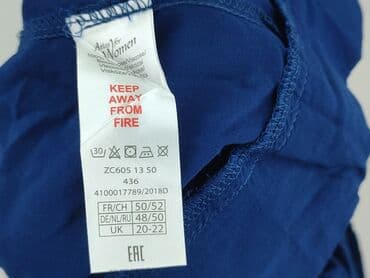 Women
KEEP
AWAY
FROM
FIRE
30
ZC605 13 50
436
4100017789/2018D
FR/CH 50/52
DE/NL/RU 48/50
UK 20-22
EAC